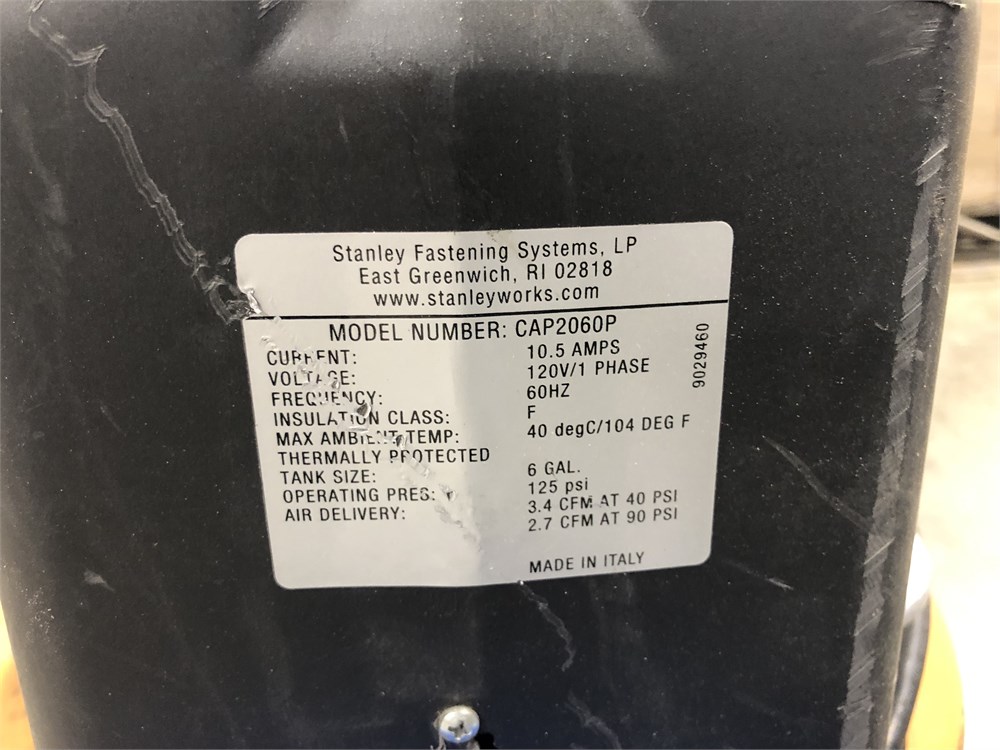 Stanley Fastening Systems, LP
East Greenwich, RI 02818
www.stanleyworks.com
MODEL NUMBER: CAP2060P
CURRENT: 10.5 AMPS
VOLTAGE: 120V/1 PHASE
FREQUENCY: 60HZ
INSULATION CLASS: F
MAX AMBIENT TEMP: 40 degC/104 DEG F
THERMALLY PROTECTED
TANK SIZE: 6 GAL.
OPERATING PRES: 125 psi
AIR DELIVERY: 3.4 CFM AT 40 PSI
2.7 CFM AT 90 PSI
MADE IN ITALY
9029460